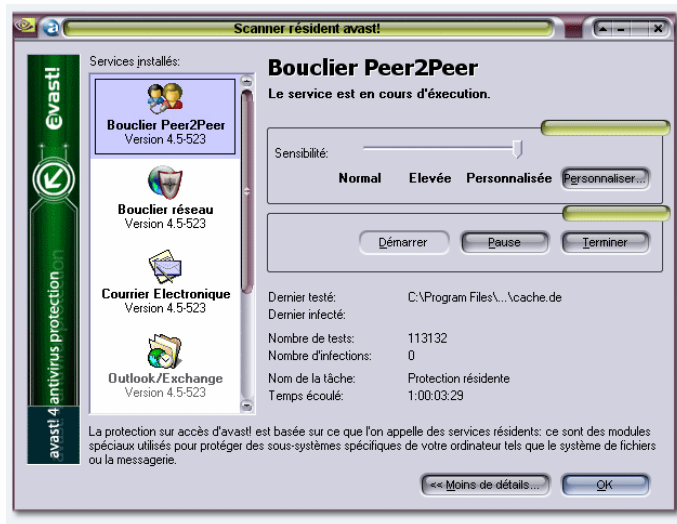 Scanner résident avast!
Services installés:
Bouclier Peer2Peer
Version 4.5-523
Bouclier réseau
Version 4.5-523
Courrier Electronique
Version 4.5-523
Outlook/Exchange
Version 4.5-523
avast!
avast! 4 antivirus protection
Bouclier Peer2Peer
Le service est en cours d'éxecution.
Sensibilité:
Normal Elevée Personnalisée Personnaliser...
Démarrer Pause Terminer
Dernier testé: C:\Program Files\...\cache.de
Dernier infecté:
Nombre de tests: 113132
Nombre d'infections: 0
Nom de la tâche: Protection résidente
Temps écoulé: 1:00:03:29
La protection sur accès d'avast! est basée sur ce que l'on appelle des services résidents: ce sont des modules
spéciaux utilisés pour protéger des sous-systèmes spécifiques de votre ordinateur tels que le système de fichiers
ou la messagerie.
<< Moins de détails... OK